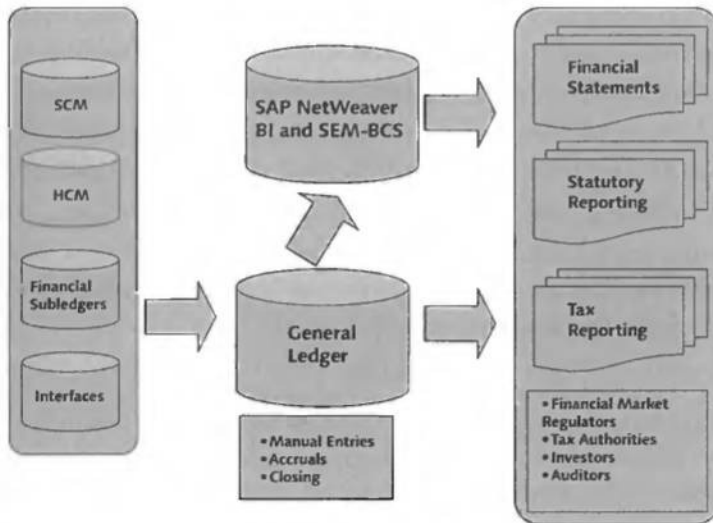 SCM
HCM
Financial
Subledgers
Interfaces
SAP NetWeaver
BI and SEM-BCS
General
Ledger
• Manual Entries
• Accruals
• Closing
Financial
Statements
Statutory
Reporting
Tax
Reporting
• Financial Market
Regulators
• Tax Authorities
• Investors
• Auditors